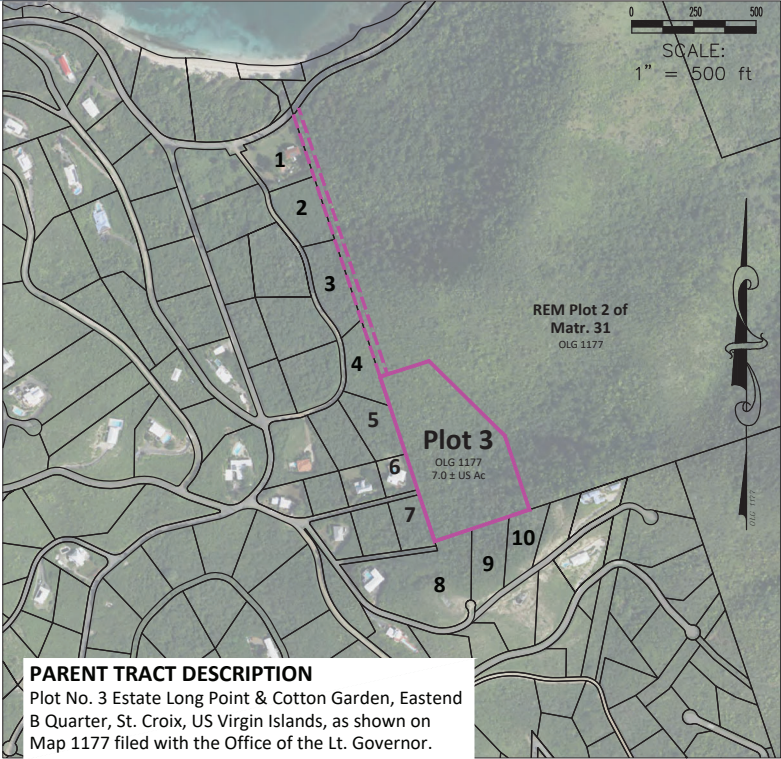 0 250 500
SCALE:
1" = 500 ft
1
2
3
4
5
6
7
8
9
10
REM Plot 2 of
Matr. 31
OLG 1177
Plot 3
OLG 1177
7.0 ± US Ac
OLG 1177
PARENT TRACT DESCRIPTION
Plot No. 3 Estate Long Point & Cotton Garden, Eastend
B Quarter, St. Croix, US Virgin Islands, as shown on
Map 1177 filed with the Office of the Lt. Governor.